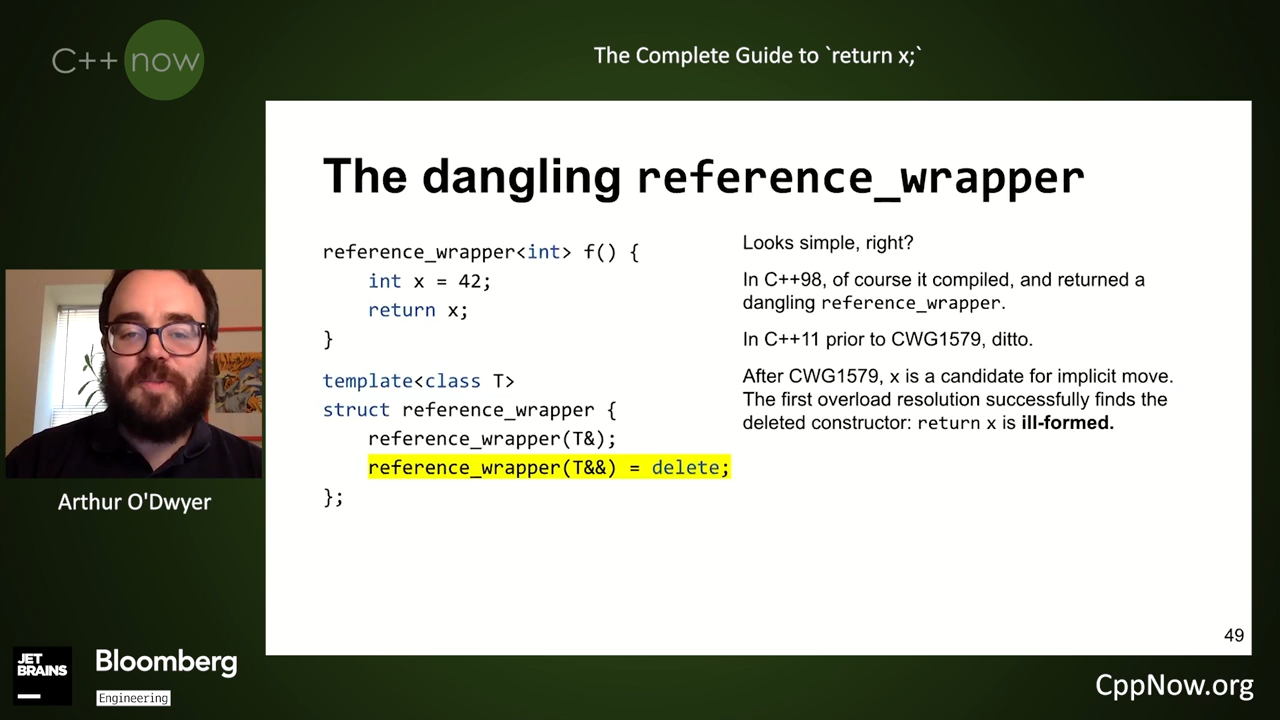 C++ now
The Complete Guide to `return x;`
The dangling reference_wrapper
reference_wrapper<int> f() {
    int x = 42;
    return x;
}
template<class T>
struct reference_wrapper {
    reference_wrapper(T&);
    reference_wrapper(T&&) = delete;
};
Looks simple, right?
In C++98, of course it compiled, and returned a
dangling reference_wrapper.
In C++11 prior to CWG1579, ditto.
After CWG1579, x is a candidate for implicit move.
The first overload resolution successfully finds the
deleted constructor: return x is ill-formed.
49
Arthur O'Dwyer
JET
BRAINS
Bloomberg
Engineering
CppNow.org